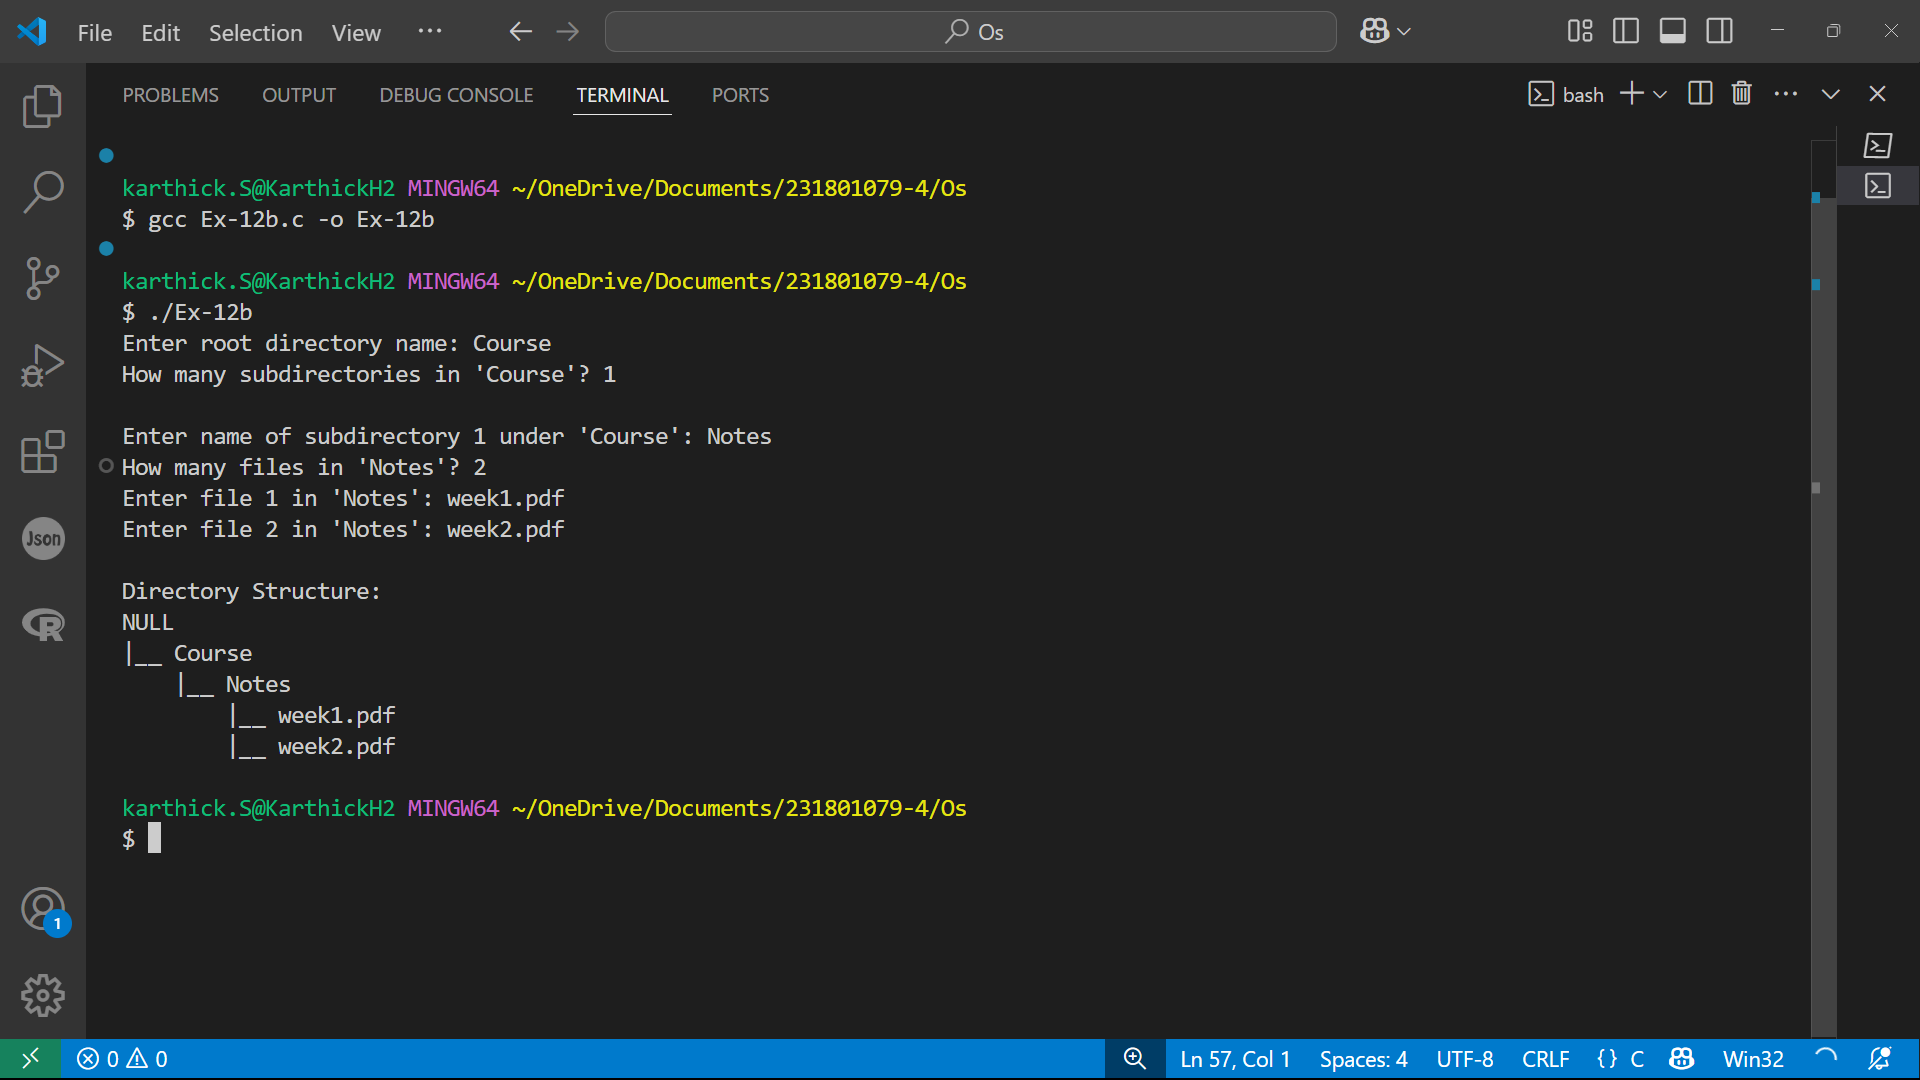 File Edit Selection View ··· Os
PROBLEMS OUTPUT DEBUG CONSOLE TERMINAL PORTS bash
karthick.S@KarthickH2 MINGW64 ~/OneDrive/Documents/231801079-4/Os
$ gcc Ex-12b.c -o Ex-12b
karthick.S@KarthickH2 MINGW64 ~/OneDrive/Documents/231801079-4/Os
$ ./Ex-12b
Enter root directory name: Course
How many subdirectories in 'Course'? 1
Enter name of subdirectory 1 under 'Course': Notes
How many files in 'Notes'? 2
Enter file 1 in 'Notes': week1.pdf
Enter file 2 in 'Notes': week2.pdf
Directory Structure:
NULL
|__ Course
    |__ Notes
        |__ week1.pdf
        |__ week2.pdf
karthick.S@KarthickH2 MINGW64 ~/OneDrive/Documents/231801079-4/Os
$
Json
R
1
0 0 Ln 57, Col 1 Spaces: 4 UTF-8 CRLF {} C Win32